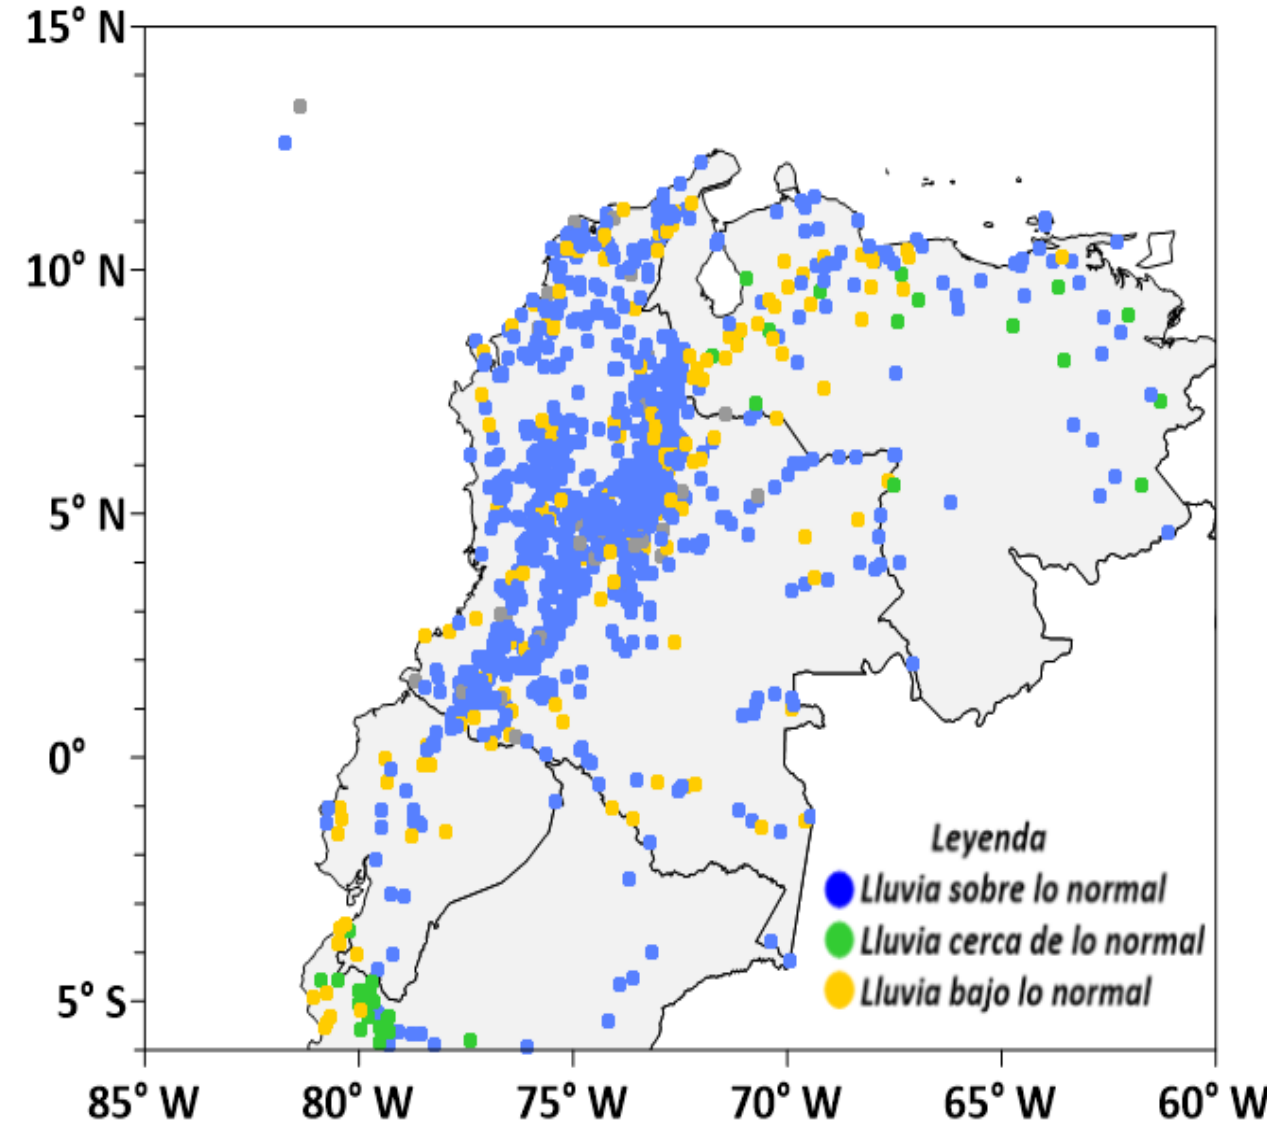 15° N
10° N
5° N
0°
5° S
Leyenda
Lluvia sobre lo normal
Lluvia cerca de lo normal
Lluvia bajo lo normal
85° W 80° W 75° W 70° W 65° W 60° W